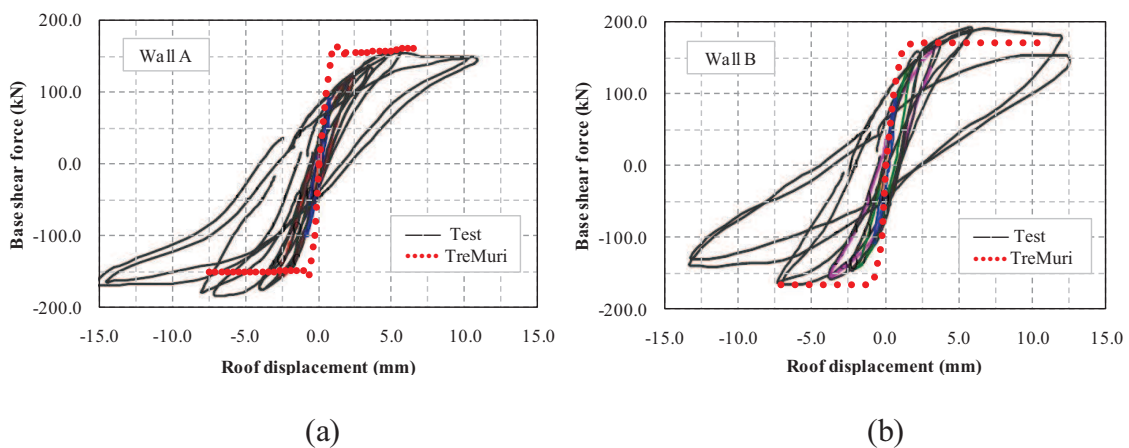 200.0
100.0
0.0
-100.0
-200.0
Base shear force (kN)
Wall A
Test
TreMuri
-15.0 -10.0 -5.0 0.0 5.0 10.0 15.0
Roof displacement (mm)
(a)
200.0
100.0
0.0
-100.0
-200.0
Base shear force (kN)
Wall B
Test
TreMuri
-15.0 -10.0 -5.0 0.0 5.0 10.0 15.0
Roof displacement (mm)
(b)